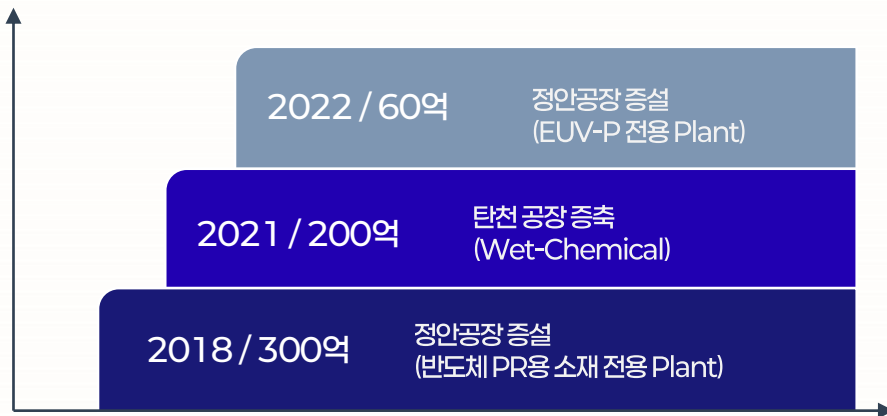 2022 / 60억
정안공장 증설
(EUV-P 전용 Plant)
2021 / 200억
탄천 공장 증축
(Wet-Chemical)
2018 / 300억
정안공장 증설
(반도체 PR용 소재 전용 Plant)